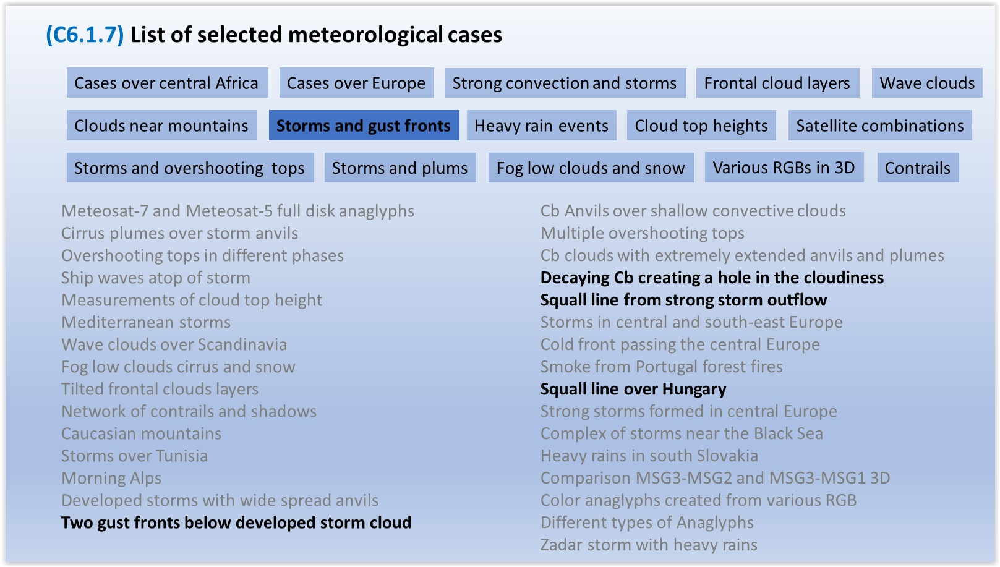 (C6.1.7) List of selected meteorological cases
Cases over central Africa Cases over Europe Strong convection and storms Frontal cloud layers Wave clouds
Clouds near mountains Storms and gust fronts Heavy rain events Cloud top heights Satellite combinations
Storms and overshooting tops Storms and plums Fog low clouds and snow Various RGBs in 3D Contrails
Meteosat-7 and Meteosat-5 full disk anaglyphs
Cirrus plumes over storm anvils
Overshooting tops in different phases
Ship waves atop of storm
Measurements of cloud top height
Mediterranean storms
Wave clouds over Scandinavia
Fog low clouds cirrus and snow
Tilted frontal clouds layers
Network of contrails and shadows
Caucasian mountains
Storms over Tunisia
Morning Alps
Developed storms with wide spread anvils
Two gust fronts below developed storm cloud
Cb Anvils over shallow convective clouds
Multiple overshooting tops
Cb clouds with extremely extended anvils and plumes
Decaying Cb creating a hole in the cloudiness
Squall line from strong storm outflow
Storms in central and south-east Europe
Cold front passing the central Europe
Smoke from Portugal forest fires
Squall line over Hungary
Strong storms formed in central Europe
Complex of storms near the Black Sea
Heavy rains in south Slovakia
Comparison MSG3-MSG2 and MSG3-MSG1 3D
Color anaglyphs created from various RGB
Different types of Anaglyphs
Zadar storm with heavy rains